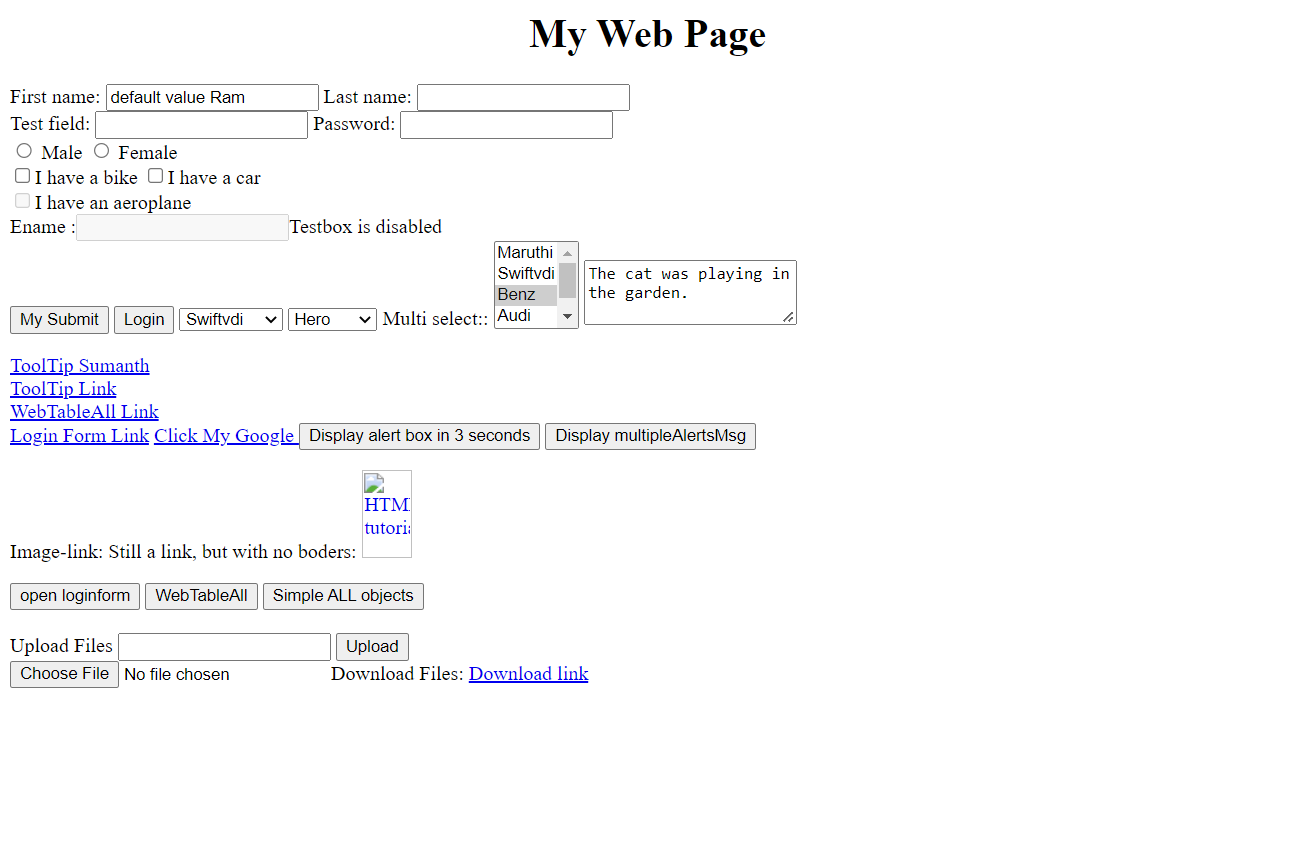 My Web Page
First name: default value Ram Last name:
Test field: Password:
Male Female
I have a bike I have a car
I have an aeroplane
Ename : Testbox is disabled
Maruthi
Swiftvdi
Benz
Audi
The cat was playing in
the garden.
My Submit Login Swiftvdi Hero Multi select::
ToolTip Sumanth
ToolTip Link
WebTableAll Link
Login Form Link Click My Google Display alert box in 3 seconds Display multipleAlertsMsg
HTML
tutoria
Image-link: Still a link, but with no boders:
open loginform WebTableAll Simple ALL objects
Upload Files Upload
Choose File No file chosen Download Files: Download link